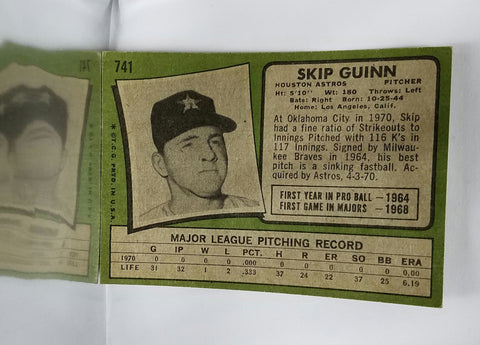 741
SKIP GUINN
HOUSTON ASTROS PITCHER
Ht: 5'10" Wt: 180 Throws: Left
Bats: Right Born: 10-25-44
Home: Los Angeles, Calif.
At Oklahoma City in 1970, Skip
had a fine ratio of Strikeouts to
Innings Pitched with 116 K's in
117 Innings. Signed by Milwau-
kee Braves in 1964, his best
pitch is a sinking fastball. Ac-
quired by Astros, 4-3-70.
FIRST YEAR IN PRO BALL — 1964
FIRST GAME IN MAJORS — 1968
* © T.C.G. PRTD. IN U.S.A.
MAJOR LEAGUE PITCHING RECORD
G IP W L PCT. H R ER SO BB ERA
1970 0 0 0 0 .000 0 0 0 0 0 0.00
LIFE 31 32 1 2 .333 37 24 22 37 25 6.19